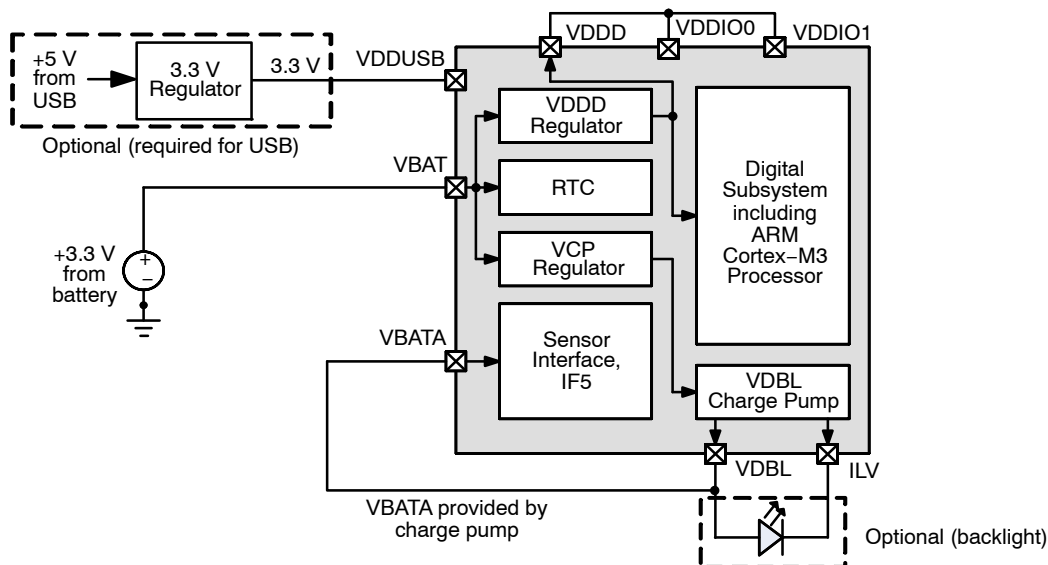 VDDD
VDDIO0
VDDIO1
+5 V
from
USB
3.3 V
Regulator
3.3 V
VDDUSB
Optional (required for USB)
VDDD
Regulator
VBAT
RTC
Digital
Subsystem
including
ARM
Cortex−M3
Processor
VCP
Regulator
+3.3 V
from
battery
+
−
VBATA
Sensor
Interface,
IF5
VDBL
Charge Pump
VDBL
ILV
VBATA provided by
charge pump
Optional (backlight)